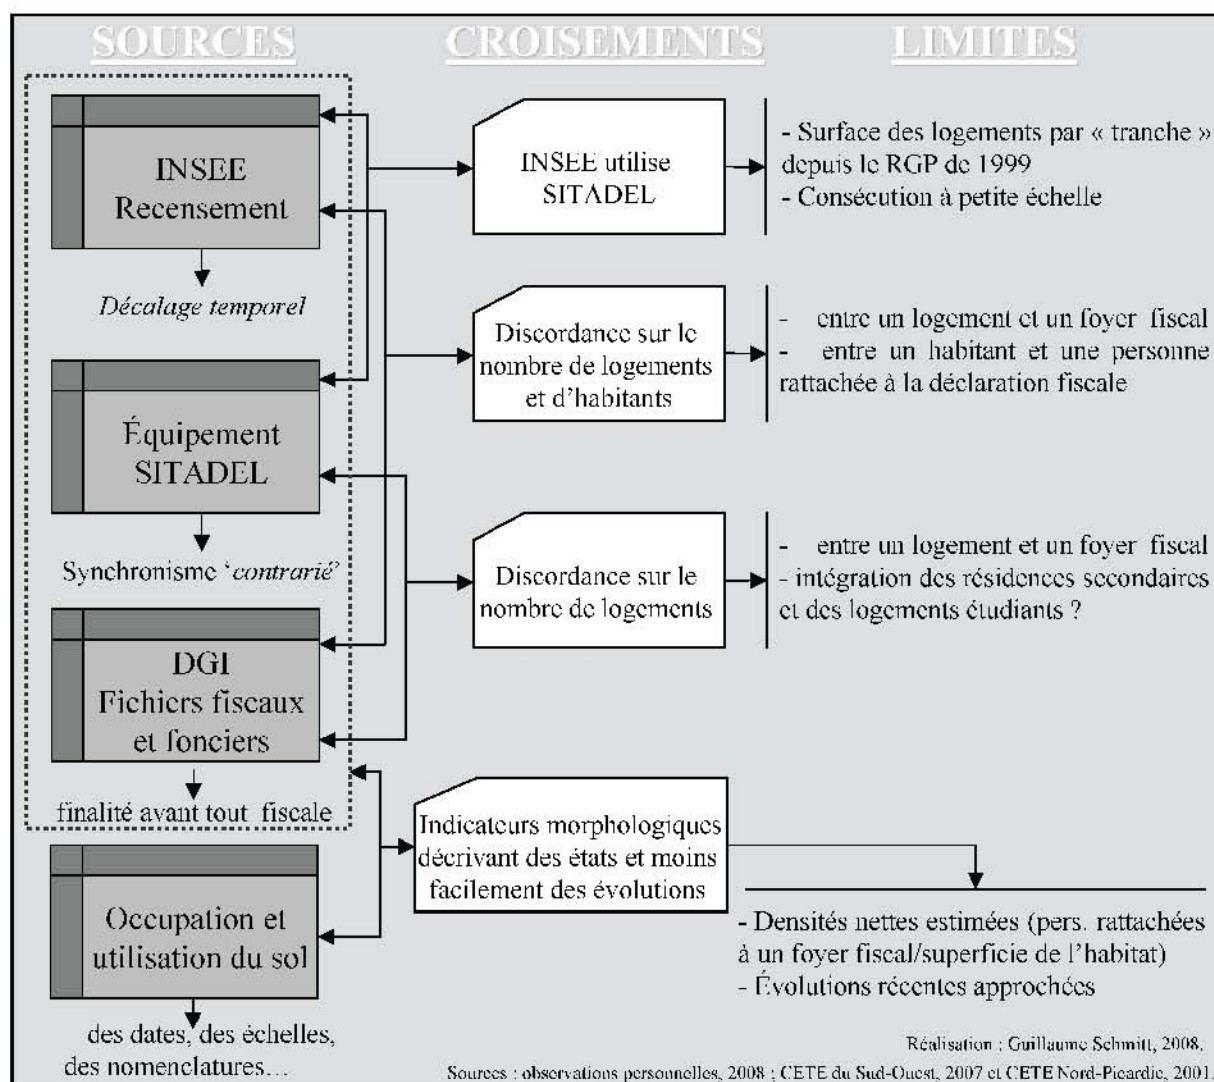 SOURCES
CROISEMENTS
LIMITES
INSEE
Recensement
Décalage temporel
Équipement
SITADEL
Synchronisme ‘contrarié’
DGI
Fichiers fiscaux
et fonciers
finalité avant tout fiscale
Occupation et
utilisation du sol
des dates, des échelles,
des nomenclatures…
INSEE utilise
SITADEL
- Surface des logements par « tranche »
depuis le RGP de 1999
- Consécution à petite échelle
Discordance sur le
nombre de logements
et d’habitants
- entre un logement et un foyer fiscal
- entre un habitant et une personne
rattachée à la déclaration fiscale
Discordance sur le
nombre de logements
- entre un logement et un foyer fiscal
- intégration des résidences secondaires
et des logements étudiants ?
Indicateurs morphologiques
décrivant des états et moins
facilement des évolutions
- Densités nettes estimées (pers. rattachées
à un foyer fiscal/superficie de l’habitat)
- Évolutions récentes approchées
Réalisation : Guillaume Schmitt, 2008.
Sources : observations personnelles, 2008 ; CETE du Sud-Ouest, 2007 et CETE Nord-Picardie, 2001.